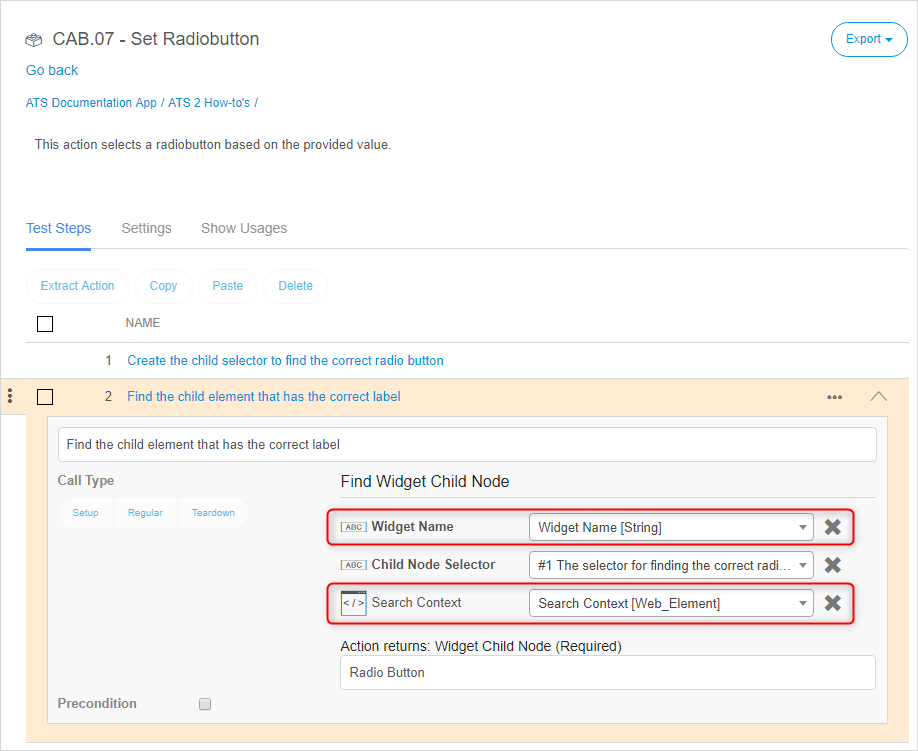 CAB.07 - Set Radiobutton
Export
Go back
ATS Documentation App / ATS 2 How-to's /
This action selects a radiobutton based on the provided value.
Test Steps Settings Show Usages
Extract Action Copy Paste Delete
NAME
1 Create the child selector to find the correct radio button
2 Find the child element that has the correct label
Find the child element that has the correct label
Call Type
Setup Regular Teardown
Find Widget Child Node
ABC Widget Name Widget Name [String]
ABC Child Node Selector #1 The selector for finding the correct radi...
</> Search Context Search Context [Web_Element]
Action returns: Widget Child Node (Required)
Radio Button
Precondition